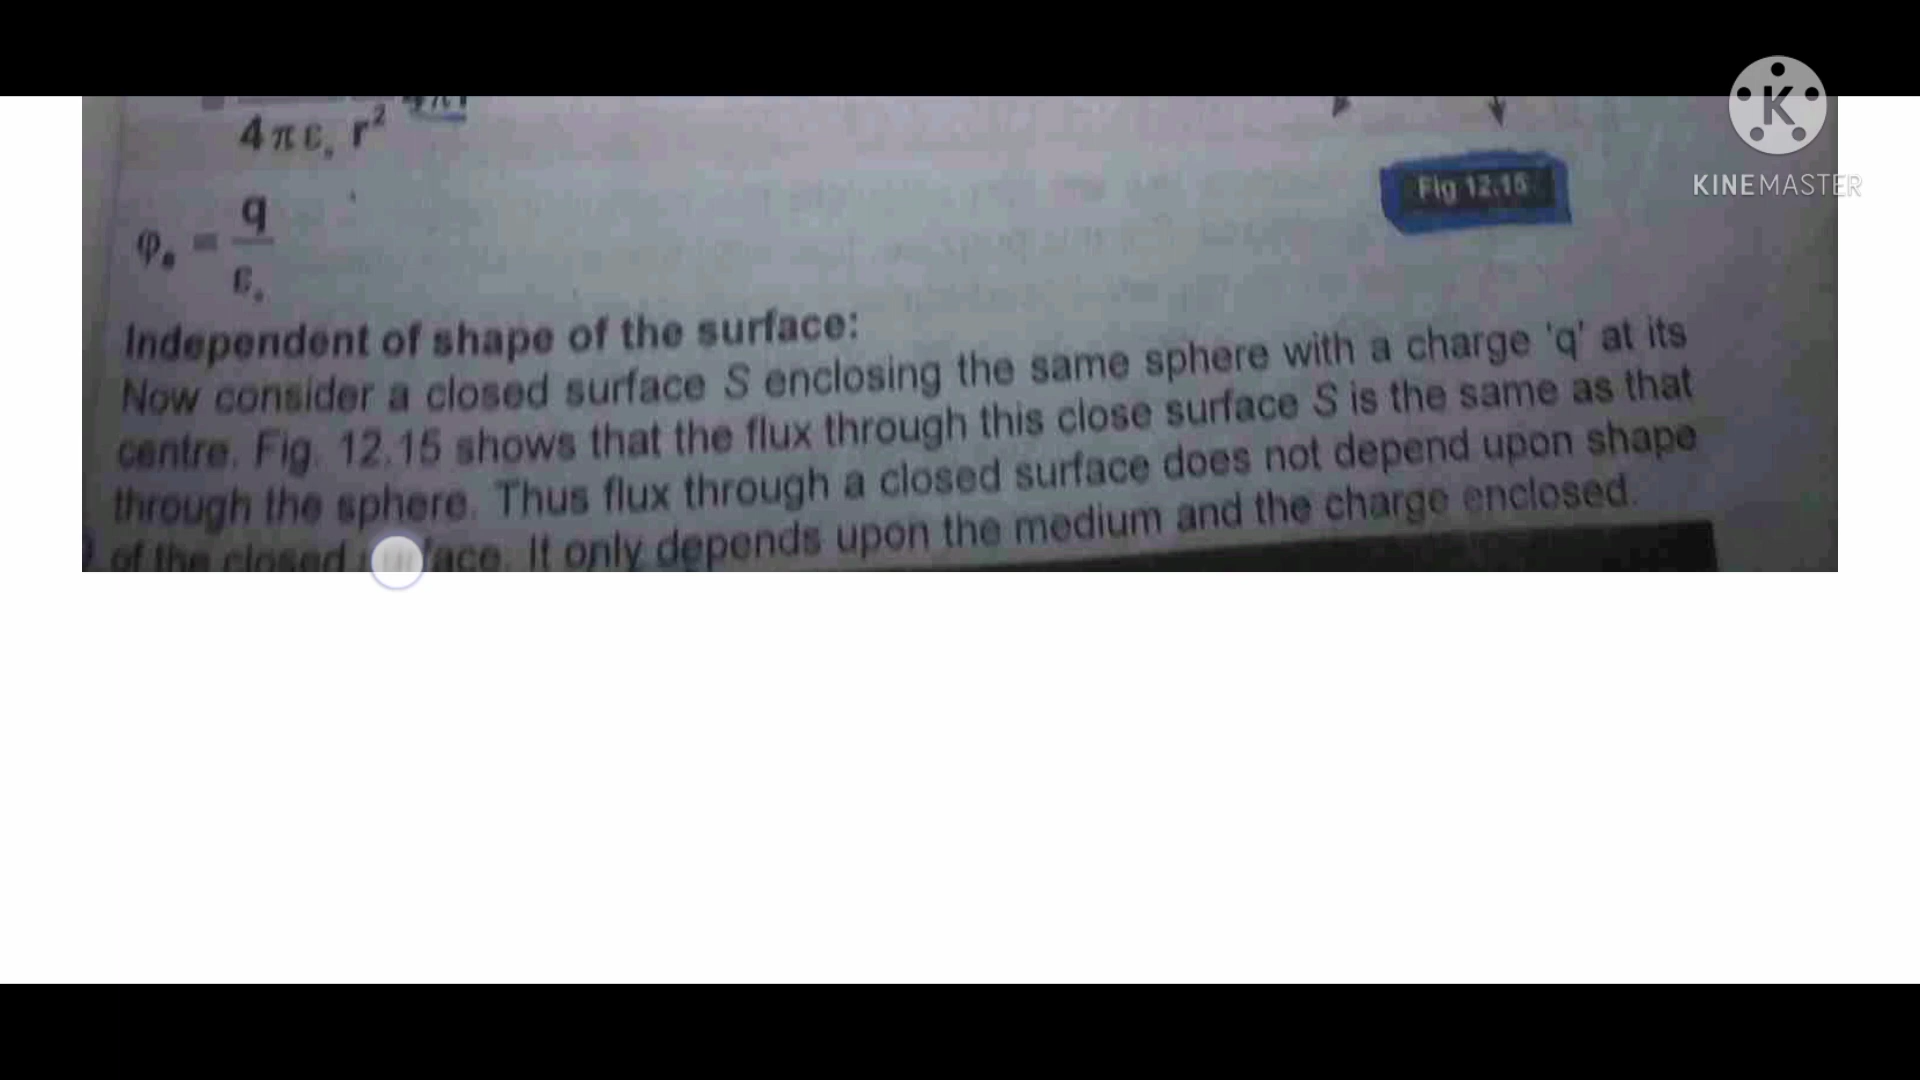 4πε₀ r²
KINEMASTER
Fig 12.15
φₑ = q
ε₀
Independent of shape of the surface:
Now consider a closed surface S enclosing the same sphere with a charge 'q' at its
centre. Fig. 12.15 shows that the flux through this close surface S is the same as that
through the sphere. Thus flux through a closed surface does not depend upon shape
of the closed surface. It only depends upon the medium and the charge enclosed.